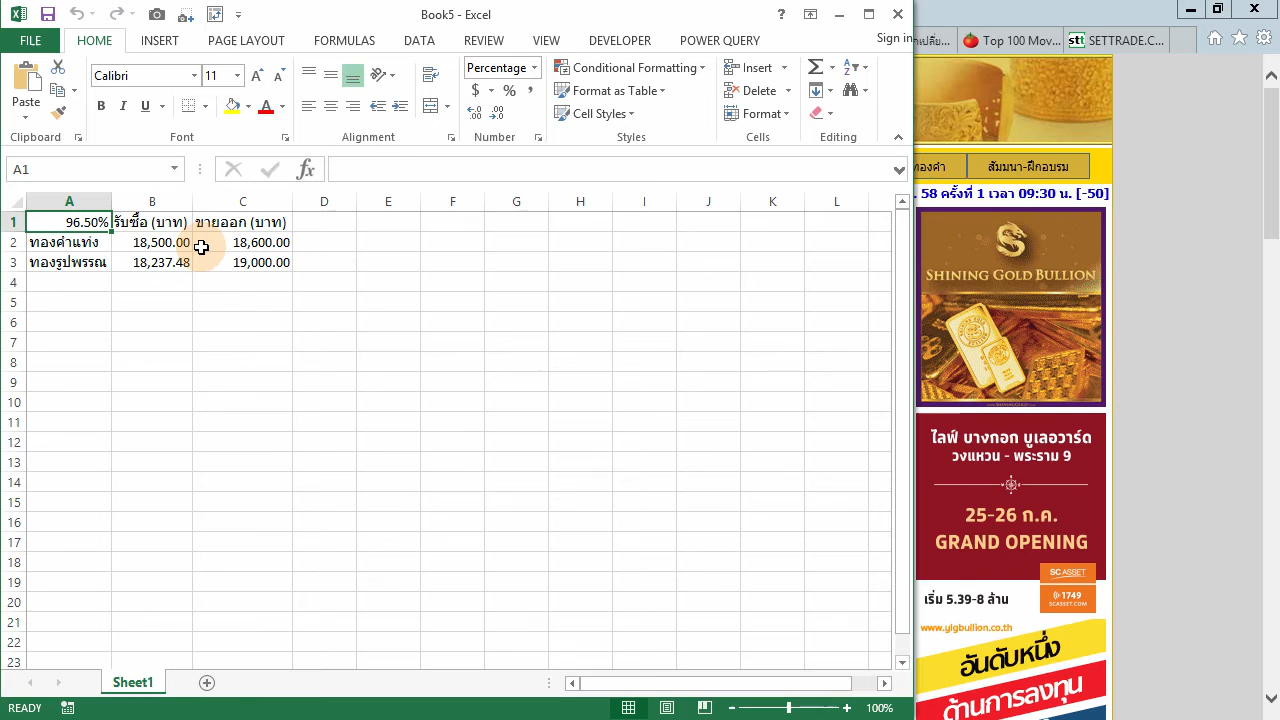 Book5 - Excel
FILE
HOME
INSERT
PAGE LAYOUT
FORMULAS
DATA
REVIEW
VIEW
DEVELOPER
POWER QUERY
Sign in
Paste
Calibri
11
Percentage
Conditional Formatting
Format as Table
Cell Styles
Insert
Delete
Format
Clipboard
Font
Alignment
Number
Styles
Cells
Editing
A1
A B C D E F G H I J K L
1 96.50% รับซื้อ (บาท) ขายออก (บาท)
2 ทองคำแท่ง 18,500.00 18,600.00
3 ทองรูปพรรณ 18,237.48 19,000.00
4
5
6
7
8
9
10
11
12
13
14
15
16
17
18
19
20
21
22
23
Sheet1
READY
100%
Top 100 Mov...
SETTRADE.C...
ทองคำ
สัมมนา-ฝึกอบรม
. 58 ครั้งที่ 1 เวลา 09:30 น. [-50]
SHINING GOLD BULLION
ไลฟ์ บางกอก บูเลอวาร์ด
วงแหวน - พระราม 9
25-26 ก.ค.
GRAND OPENING
SC ASSET
เริ่ม 5.39-8 ล้าน
1749
SCASSET.COM
www.ylgbullion.co.th
อันดับหนึ่ง
ด้านการลงทุน